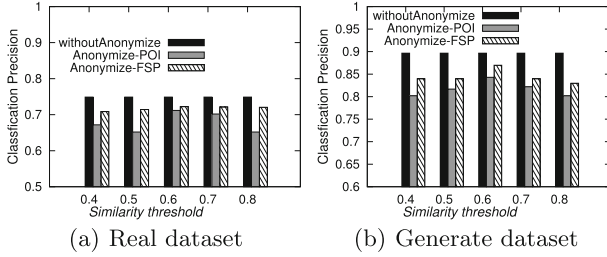 1
0.9
0.8
0.7
0.6
0.5
Classfication Precision
withoutAnonymize
Anonymize-POI
Anonymize-FSP
0.4 0.5 0.6 0.7 0.8
Similarity threshold
(a) Real dataset
1
0.95
0.9
0.85
0.8
0.75
0.7
0.65
0.6
Classfication Precision
withoutAnonymize
Anonymize-POI
Anonymize-FSP
0.4 0.5 0.6 0.7 0.8
Similarity threshold
(b) Generate dataset